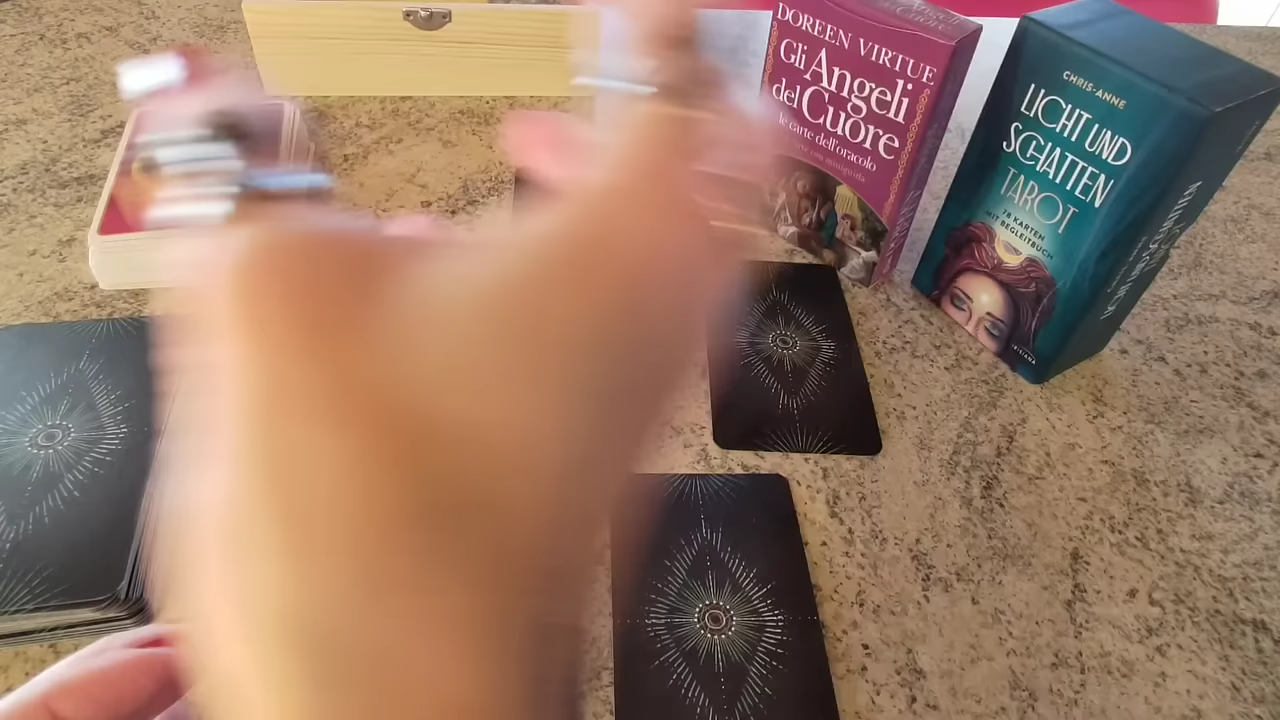 DOREEN VIRTUE
Gli Angeli
del Cuore
le carte dell'oracolo
CHRIS-ANNE
LICHT UND
SCHATTEN
TAROT
78 KARTEN
MIT BEGLEITBUCH